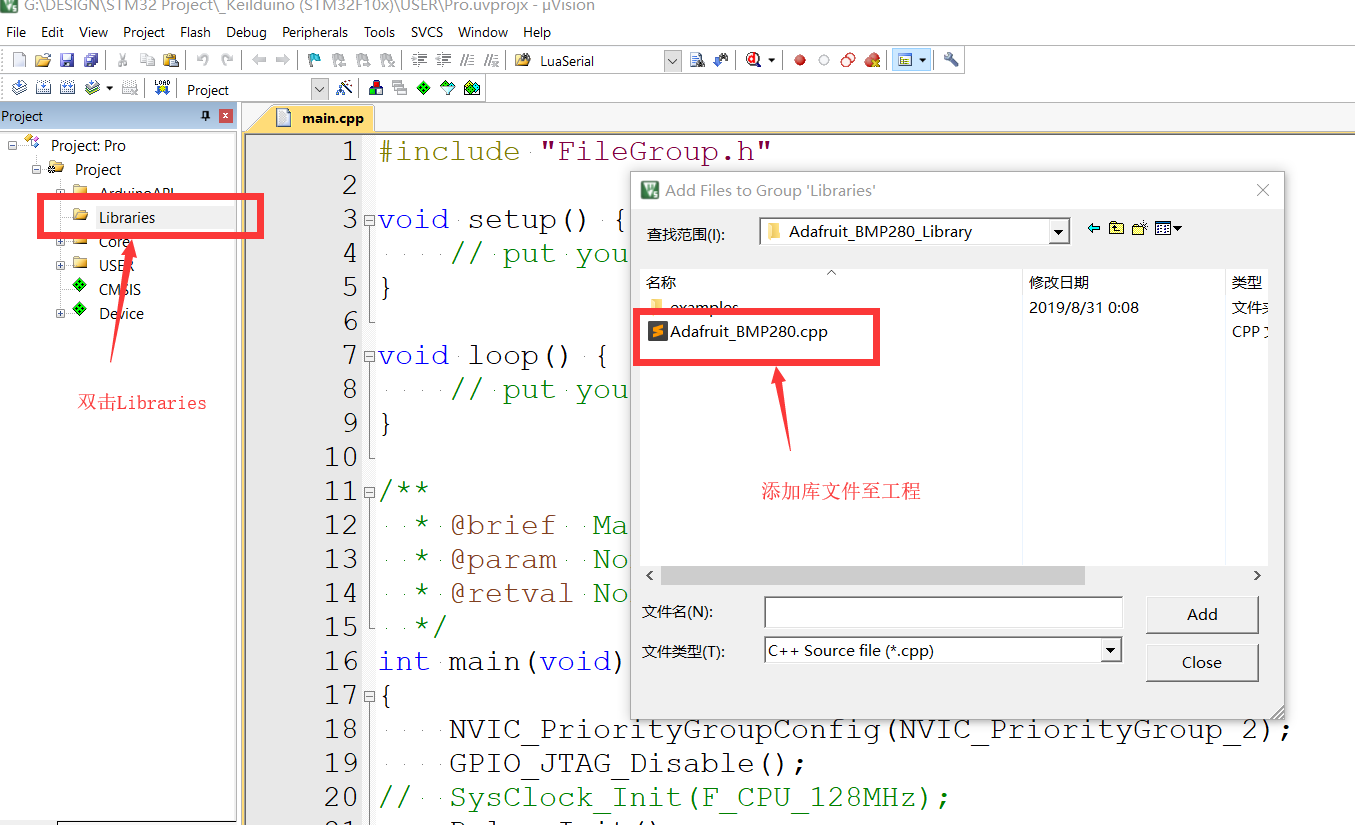 G:\DESIGN\STM32 Project\_Keilduino (STM32F10x)\USER\Pro.uvprojx - µVision
File Edit View Project Flash Debug Peripherals Tools SVCS Window Help
LuaSerial
LOAD Project
Project
Project: Pro
Project
ArduinoAPI
Libraries
Core
USER
CMSIS
Device
双击Libraries
main.cpp
1 #include "FileGroup.h"
2
3 void setup() {
4 // put you
5 }
6
7 void loop() {
8 // put you
9 }
10
11 /**
12 * @brief Ma
13 * @param No
14 * @retval No
15 */
16 int main(void)
17 {
18 NVIC_PriorityGroupConfig(NVIC_PriorityGroup_2);
19 GPIO_JTAG_Disable();
20 // SysClock_Init(F_CPU_128MHz);
Add Files to Group 'Libraries'
查找范围(I): Adafruit_BMP280_Library
名称 修改日期 类型
examples 2019/8/31 0:08 文件夹
Adafruit_BMP280.cpp CPP
添加库文件至工程
文件名(N): Add
文件类型(T): C++ Source file (*.cpp) Close